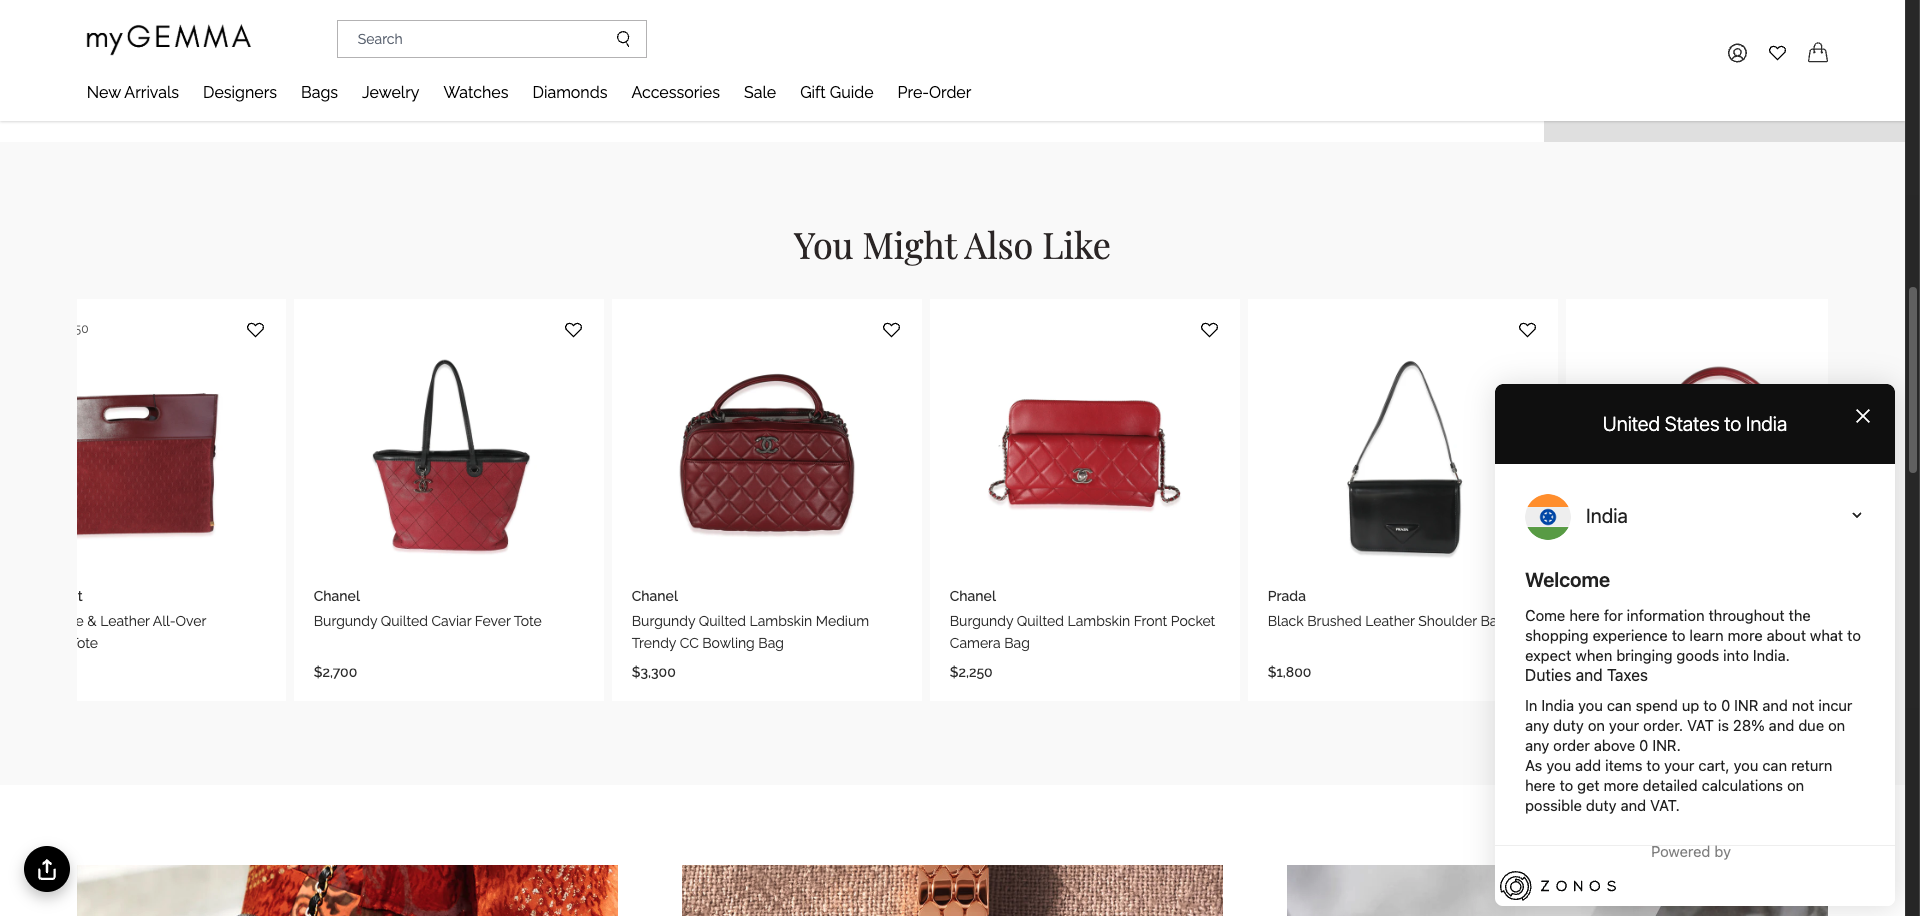 myGEMMA
Search
New Arrivals
Designers
Bags
Jewelry
Watches
Diamonds
Accessories
Sale
Gift Guide
Pre-Order
You Might Also Like
50
t
e & Leather All-Over
Tote
Chanel
Burgundy Quilted Caviar Fever Tote
$2,700
Chanel
Burgundy Quilted Lambskin Medium
Trendy CC Bowling Bag
$3,300
Chanel
Burgundy Quilted Lambskin Front Pocket
Camera Bag
$2,250
PRADA
Prada
Black Brushed Leather Shoulder Ba
$1,800
United States to India
India
Welcome
Come here for information throughout the
shopping experience to learn more about what to
expect when bringing goods into India.
Duties and Taxes
In India you can spend up to 0 INR and not incur
any duty on your order. VAT is 28% and due on
any order above 0 INR.
As you add items to your cart, you can return
here to get more detailed calculations on
possible duty and VAT.
Powered by
ZONOS